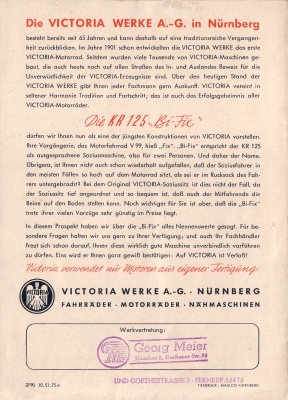 Die VICTORIA WERKE A.-G. in Nürnberg
besteht bereits seit 65 Jahren und kann deshalb auf eine traditionsreiche Vergangen-
heit zurückblicken. Im Jahre 1901 schon entwickelten die VICTORIA WERKE das erste
VICTORIA-Motorrad. Seitdem wurden viele Tausende von VICTORIA-Maschinen ge-
baut, die auch heute noch auf allen Straßen des In- und Auslandes Beweis für die
Unverwüstlichkeit der VICTORIA-Erzeugnisse sind. Über den heutigen Stand der
VICTORIA WERKE gibt Ihnen jeder Fachmann gern Auskunft. VICTORIA vereint in
seltener Harmonie Tradition und Fortschritt; das ist auch das Erfolgsgeheimnis aller
VICTORIA-Motorräder.
Die KR 125 „Bi-Fix"
dürfen wir Ihnen nun als eine der jüngsten Konstruktionen von VICTORIA vorstellen.
Ihre Vorgängerin, das Motorfahrrad V 99, hieß „Fix". „Bi-Fix" entspricht der KR 125
als ausgesprochene Soziusmaschine, also für zwei Personen. Und daher der Name.
Übrigens, ist Ihnen nicht auch schon wiederholt aufgefallen, daß der Soziusfahrer in
den meisten Fällen so hoch auf dem Motorrad sitzt, als sei er im Rucksack des Fah-
rers untergebracht? Bei dem Original VICTORIA-Soziussitz ist dies nicht der Fall, da
der Soziussitz tief angeordnet und so bequem ist, daß auch der Mitfahrende die
Beine auf den Boden stellen kann. Noch wichtiger für Sie ist aber, daß die „Bi-Fix"
trotz ihrer vielen Vorzüge sehr günstig im Preise liegt.
In diesem Prospekt haben wir über die „Bi-Fix" alles Nennenswerte gesagt. Für be-
sondere Fragen halten wir uns gern zu Ihrer Verfügung; und auch Ihr Fachhändler
freut sich schon darauf, Ihnen diese wirklich gute Maschine unverbindlich vorführen
zu dürfen. Eins wird er Ihnen ganz gewiß bestätigen: Auf VICTORIA ist Verlaß!
Victoria verwendet nur Motoren aus eigener Fertigung
VICTORIA
VICTORIA WERKE A.-G. · NÜRNBERG
FAHRRÄDER · MOTORRÄDER · NÄHMASCHINEN
Werkvertretung:
Georg Meier
München 2, Dachauer Str.
UND GOETHESTRASSE
3P90 10. 51. 75
TIEFDRUCK: MAULCO NÜRNBERG